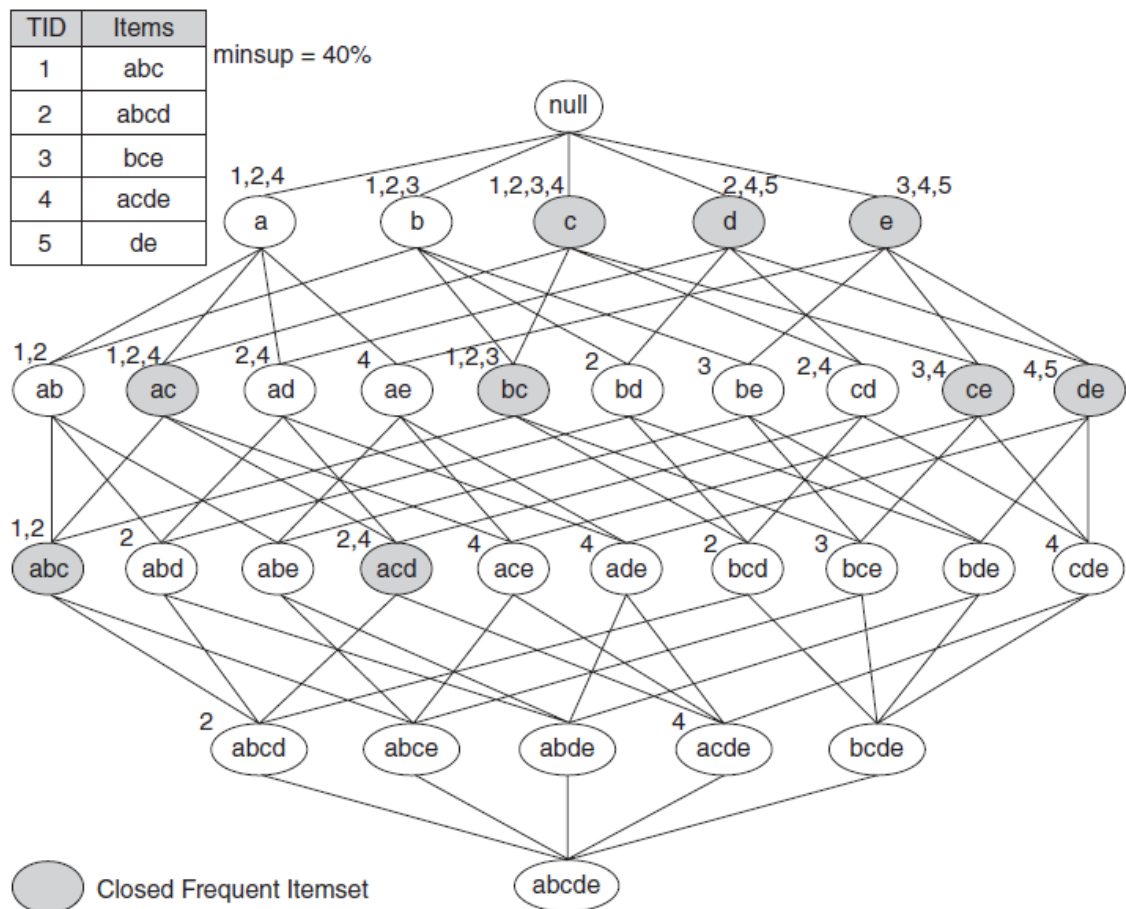 TID Items
1 abc
2 abcd
3 bce
4 acde
5 de
minsup = 40%
null
1,2,4 1,2,3 1,2,3,4 2,4,5 3,4,5
a b c d e
1,2 1,2,4 2,4 4 1,2,3 2 3 2,4 3,4 4,5
ab ac ad ae bc bd be cd ce de
1,2 2 2,4 4 4 2 3 4
abc abd abe acd ace ade bcd bce bde cde
2 4
abcd abce abde acde bcde
abcde
Closed Frequent Itemset